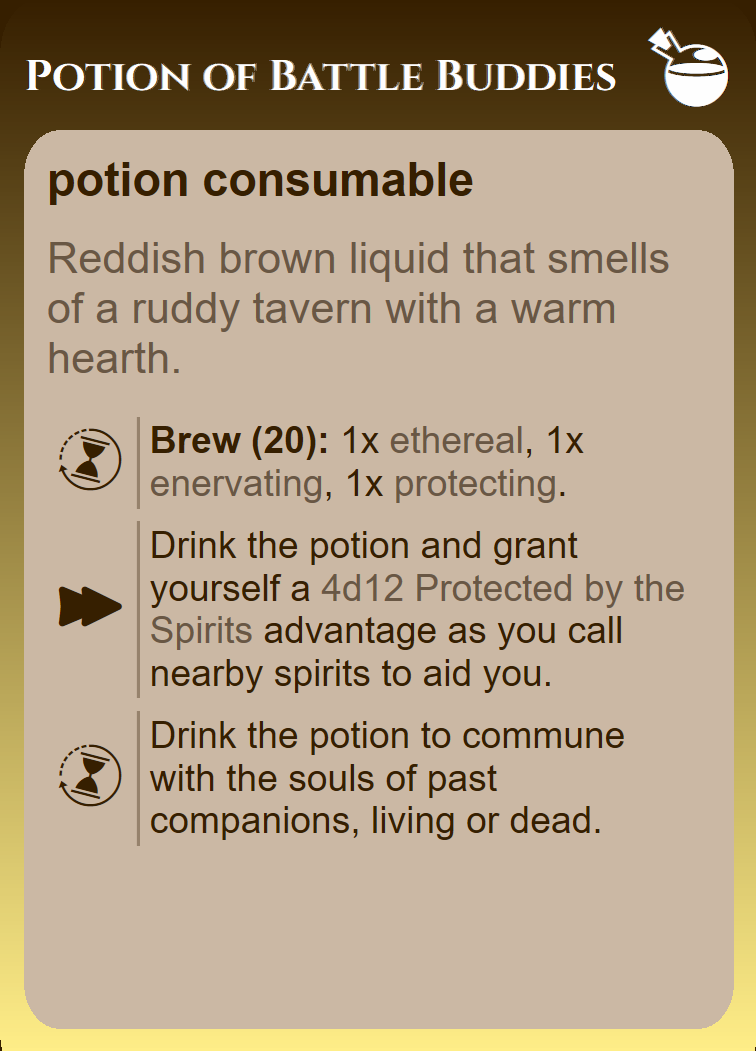 Potion of Battle Buddies
potion consumable
Reddish brown liquid that smells
of a ruddy tavern with a warm
hearth.
Brew (20): 1x ethereal, 1x
enervating, 1x protecting.
Drink the potion and grant
yourself a 4d12 Protected by the
Spirits advantage as you call
nearby spirits to aid you.
Drink the potion to commune
with the souls of past
companions, living or dead.